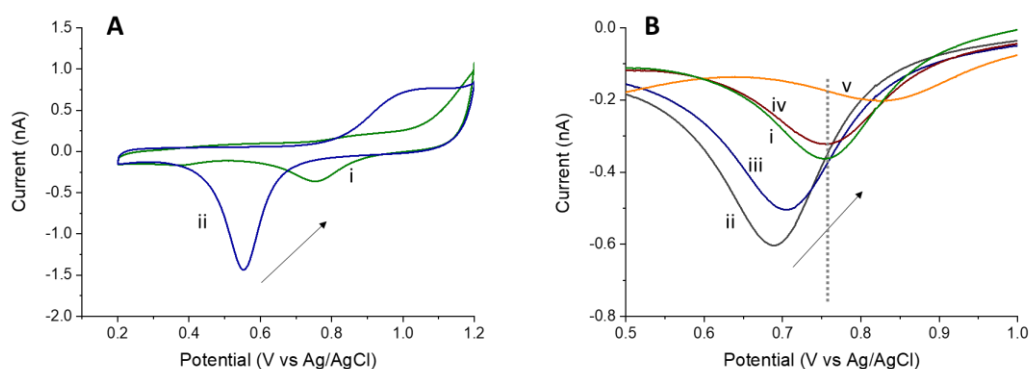 A
Current (nA)
1.5
1.0
0.5
0.0
-0.5
-1.0
-1.5
-2.0
i
ii
0.2 0.4 0.6 0.8 1.0 1.2
Potential (V vs Ag/AgCl)
B
Current (nA)
0.0
-0.2
-0.4
-0.6
-0.8
v
iv
i
iii
ii
0.5 0.6 0.7 0.8 0.9 1.0
Potential (V vs Ag/AgCl)